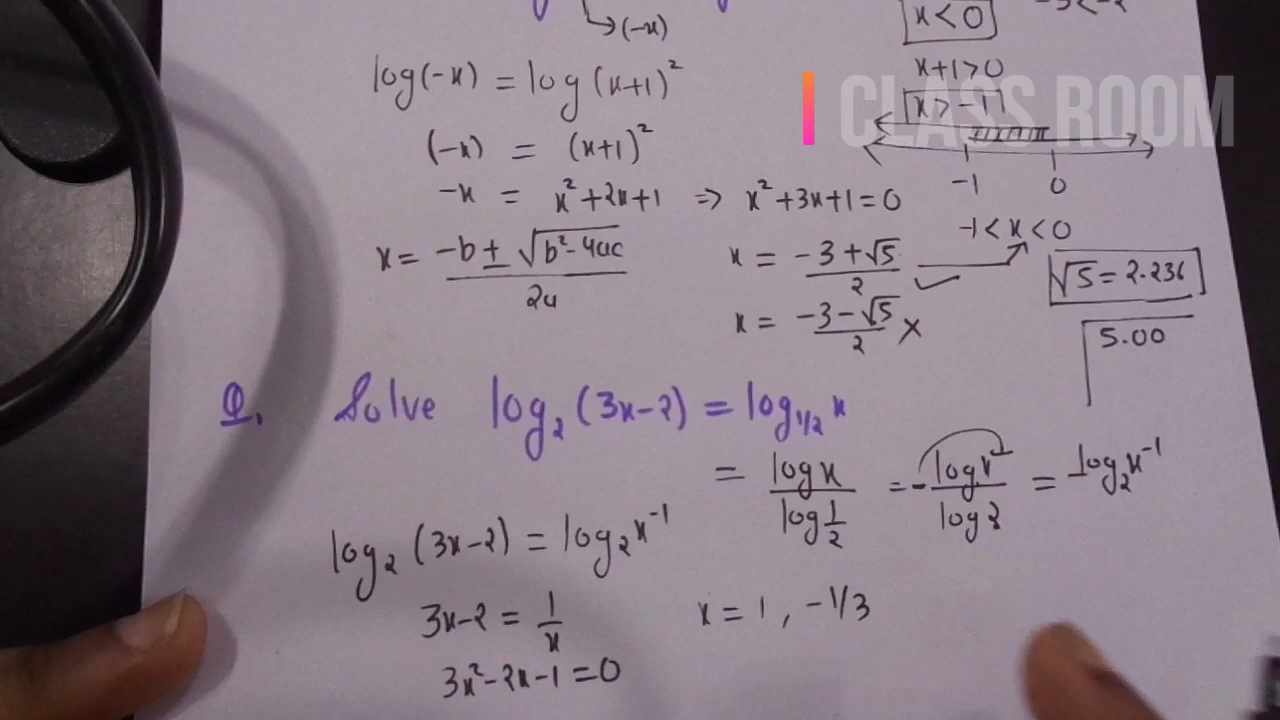 x<0
→(-x)
log(-x) = log(x+1)²
x+1>0
x>-1
CLASS ROOM
(-x) = (x+1)²
-1 0
-x = x²+2x+1 => x²+3x+1=0
-1<x<0
x = -b±√b²-4ac / 2a
x = -3+√5 / 2 ✓
√5=2.236
x = -3-√5 / 2 ×
5.00
Q. Solve log₂(3x-2) = log₁/₂ x
= log x / log 1/2 = - log x / log 2 = log₂x⁻¹
log₂(3x-2) = log₂x⁻¹
3x-2 = 1/x
x = 1, -1/3
3x²-2x-1=0